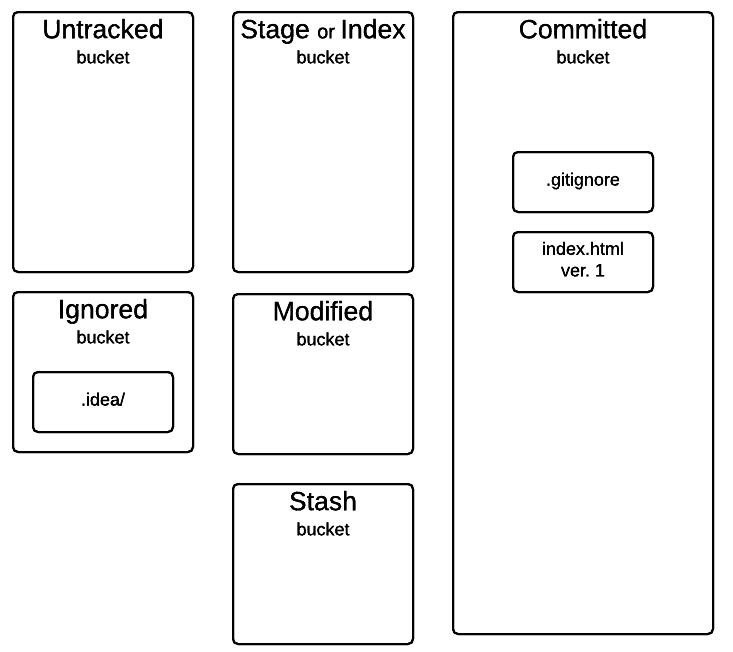 Untracked
bucket
Stage or Index
bucket
Committed
bucket
.gitignore
index.html
ver. 1
Ignored
bucket
.idea/
Modified
bucket
Stash
bucket